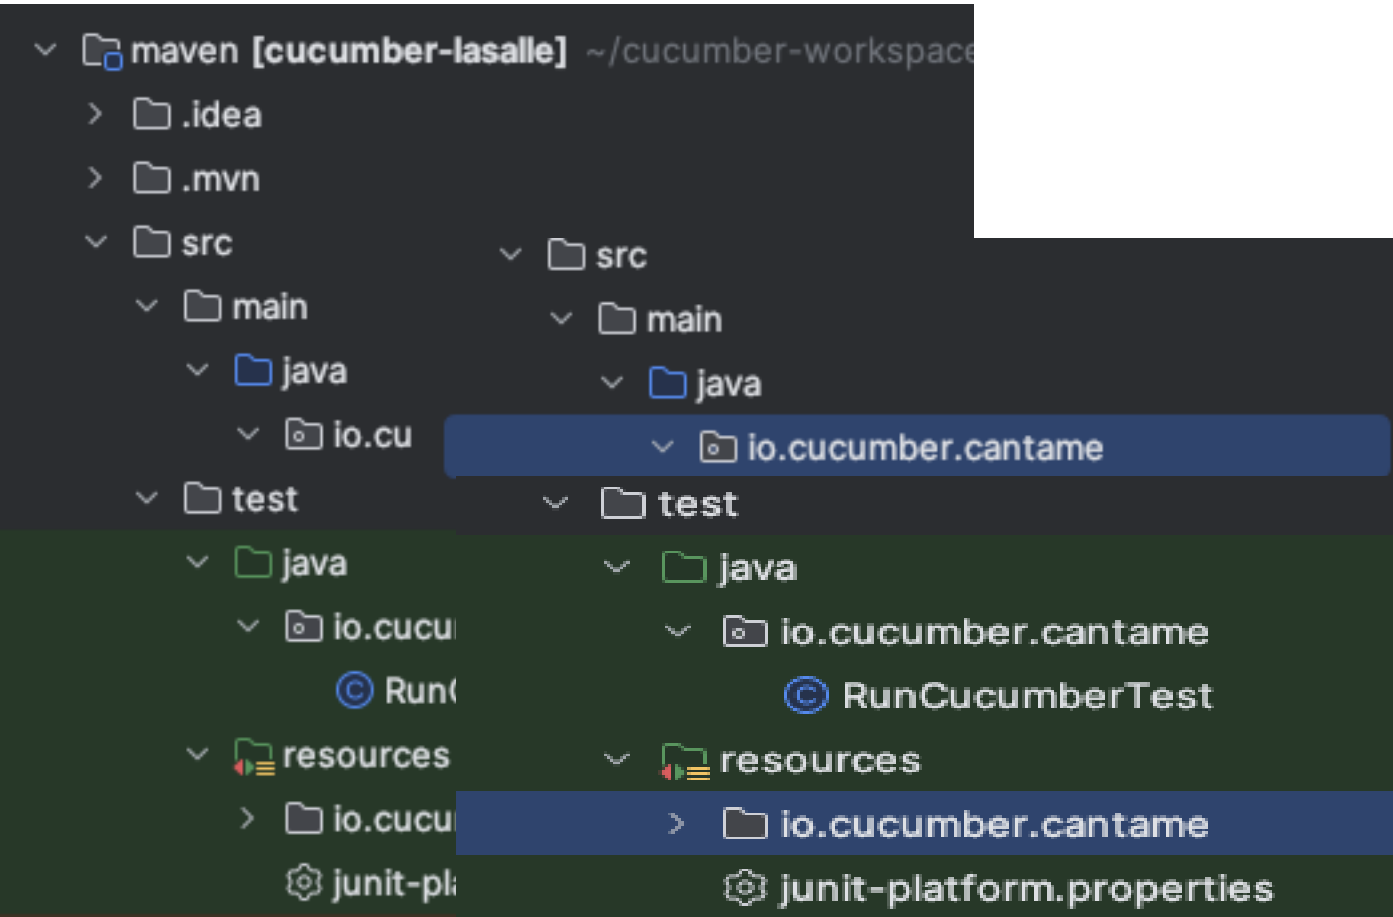 maven [cucumber-lasalle] ~/cucumber-workspace
.idea
.mvn
src
main
java
io.cu
test
java
io.cucu
Run
resources
io.cucu
junit-pl
src
main
java
io.cucumber.cantame
test
java
io.cucumber.cantame
RunCucumberTest
resources
io.cucumber.cantame
junit-platform.properties